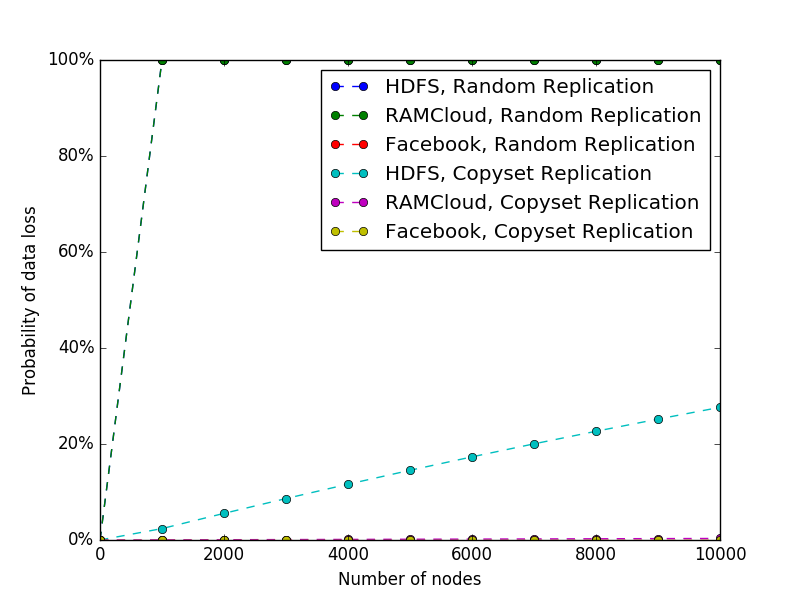 100%
80%
60%
40%
20%
0%
Probability of data loss
HDFS, Random Replication
RAMCloud, Random Replication
Facebook, Random Replication
HDFS, Copyset Replication
RAMCloud, Copyset Replication
Facebook, Copyset Replication
0 2000 4000 6000 8000 10000
Number of nodes